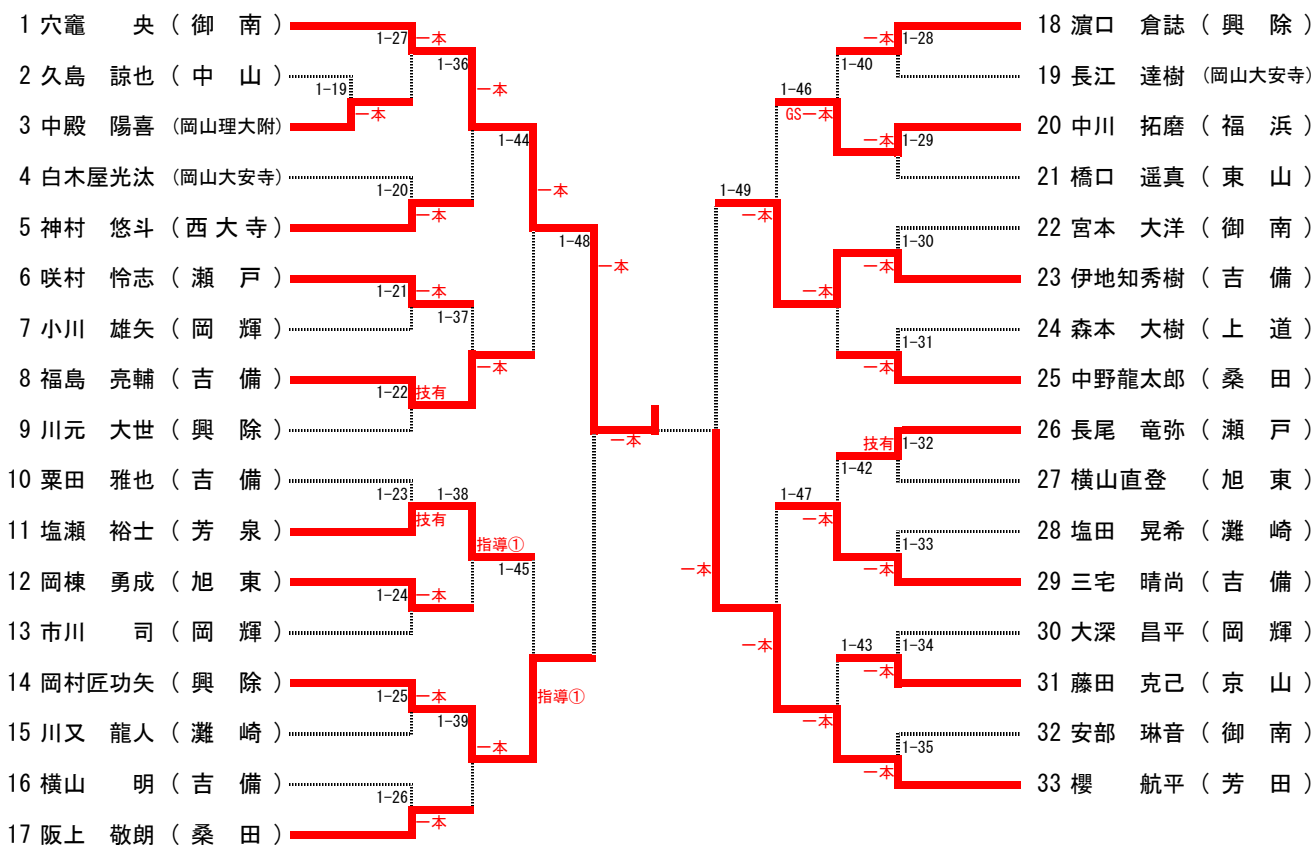 1 穴竈 央 ( 御 南 )
2 久島 諒也 ( 中 山 )
3 中殿 陽喜 (岡山理大附)
4 白木屋光汰 (岡山大安寺)
5 神村 悠斗 ( 西 大 寺 )
6 咲村 怜志 ( 瀬 戸 )
7 小川 雄矢 ( 岡 輝 )
8 福島 亮輔 ( 吉 備 )
9 川元 大世 ( 興 除 )
10 粟田 雅也 ( 吉 備 )
11 塩瀬 裕士 ( 芳 泉 )
12 岡棟 勇成 ( 旭 東 )
13 市川 司 ( 岡 輝 )
14 岡村匠功矢 ( 興 除 )
15 川又 龍人 ( 灘 崎 )
16 横山 明 ( 吉 備 )
17 阪上 敬朗 ( 桑 田 )
1-19
一本
1-27
一本
1-20
一本
1-21
一本
1-22
技有
1-23
技有
1-24
一本
1-25
一本
1-26
一本
1-36
一本
1-37
一本
1-38
指導①
1-39
一本
1-44
一本
1-45
指導①
1-48
一本
一本
一本
1-49
一本
一本
1-46
GS一本
一本
1-47
一本
一本
1-40
1-42
1-43
一本
1-28
一本
1-29
1-30
一本
1-31
一本
技有
1-32
1-33
一本
1-34
一本
1-35
一本
18 濵口 倉誌 ( 興 除 )
19 長江 達樹 (岡山大安寺)
20 中川 拓磨 ( 福 浜 )
21 橋口 遥真 ( 東 山 )
22 宮本 大洋 ( 御 南 )
23 伊地知秀樹 ( 吉 備 )
24 森本 大樹 ( 上 道 )
25 中野龍太郎 ( 桑 田 )
26 長尾 竜弥 ( 瀬 戸 )
27 横山直登 ( 旭 東 )
28 塩田 晃希 ( 灘 崎 )
29 三宅 晴尚 ( 吉 備 )
30 大深 昌平 ( 岡 輝 )
31 藤田 克己 ( 京 山 )
32 安部 琳音 ( 御 南 )
33 櫻 航平 ( 芳 田 )